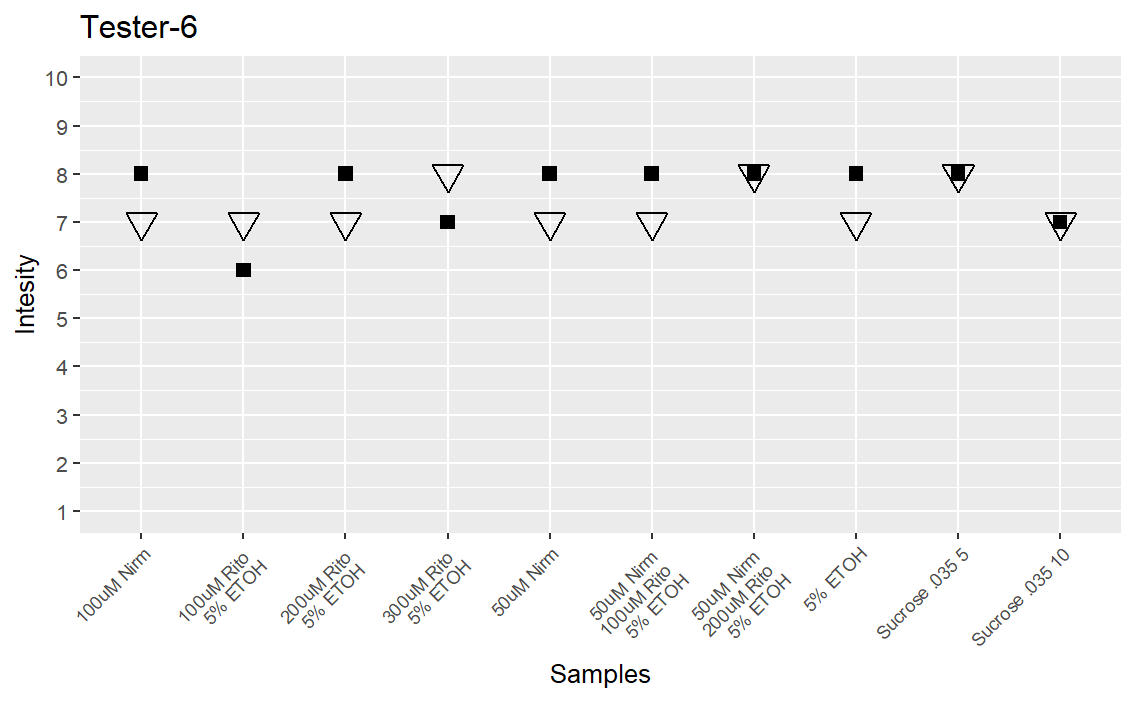 Tester-6
10
9
8
7
6
5
4
3
2
1
Intesity
100uM Nirm
100uM Rito
5% ETOH
200uM Rito
5% ETOH
300uM Rito
5% ETOH
50uM Nirm
50uM Nirm
100uM Rito
5% ETOH
50uM Nirm
200uM Rito
5% ETOH
5% ETOH
Sucrose .035 5
Sucrose .035 10
Samples